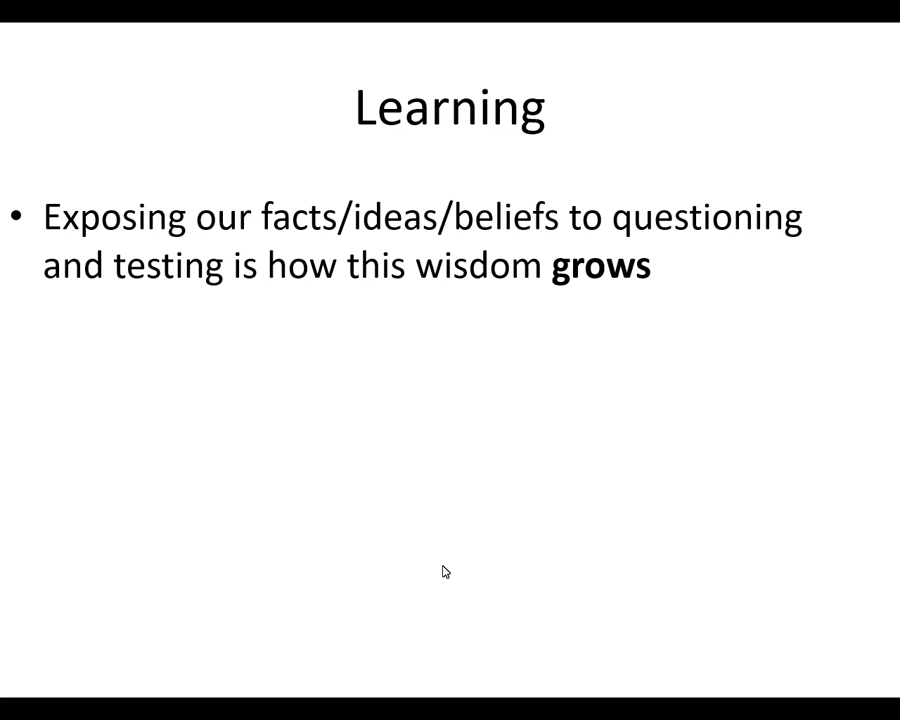 Learning
• Exposing our facts/ideas/beliefs to questioning
and testing is how this wisdom grows